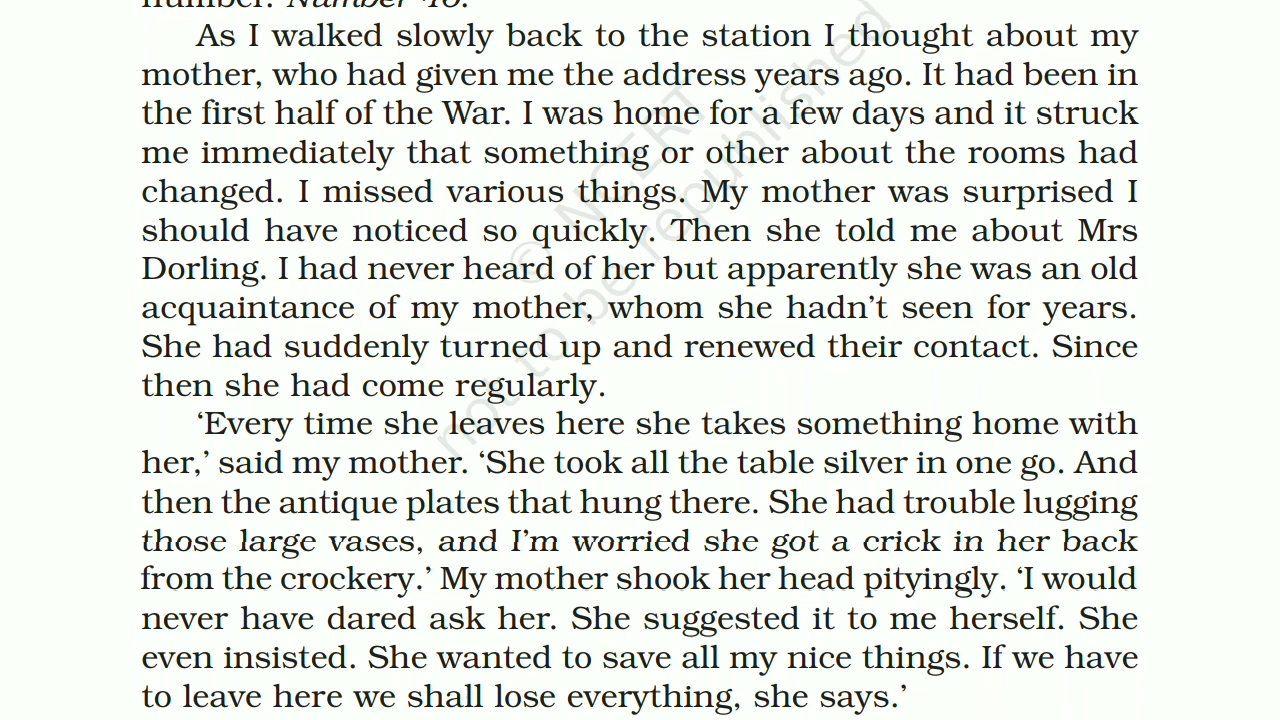 number. Number 46.
As I walked slowly back to the station I thought about my
mother, who had given me the address years ago. It had been in
the first half of the War. I was home for a few days and it struck
me immediately that something or other about the rooms had
changed. I missed various things. My mother was surprised I
should have noticed so quickly. Then she told me about Mrs
Dorling. I had never heard of her but apparently she was an old
acquaintance of my mother, whom she hadn’t seen for years.
She had suddenly turned up and renewed their contact. Since
then she had come regularly.
‘Every time she leaves here she takes something home with
her,’ said my mother. ‘She took all the table silver in one go. And
then the antique plates that hung there. She had trouble lugging
those large vases, and I’m worried she got a crick in her back
from the crockery.’ My mother shook her head pityingly. ‘I would
never have dared ask her. She suggested it to me herself. She
even insisted. She wanted to save all my nice things. If we have
to leave here we shall lose everything, she says.’
© NCERT
not to be republished